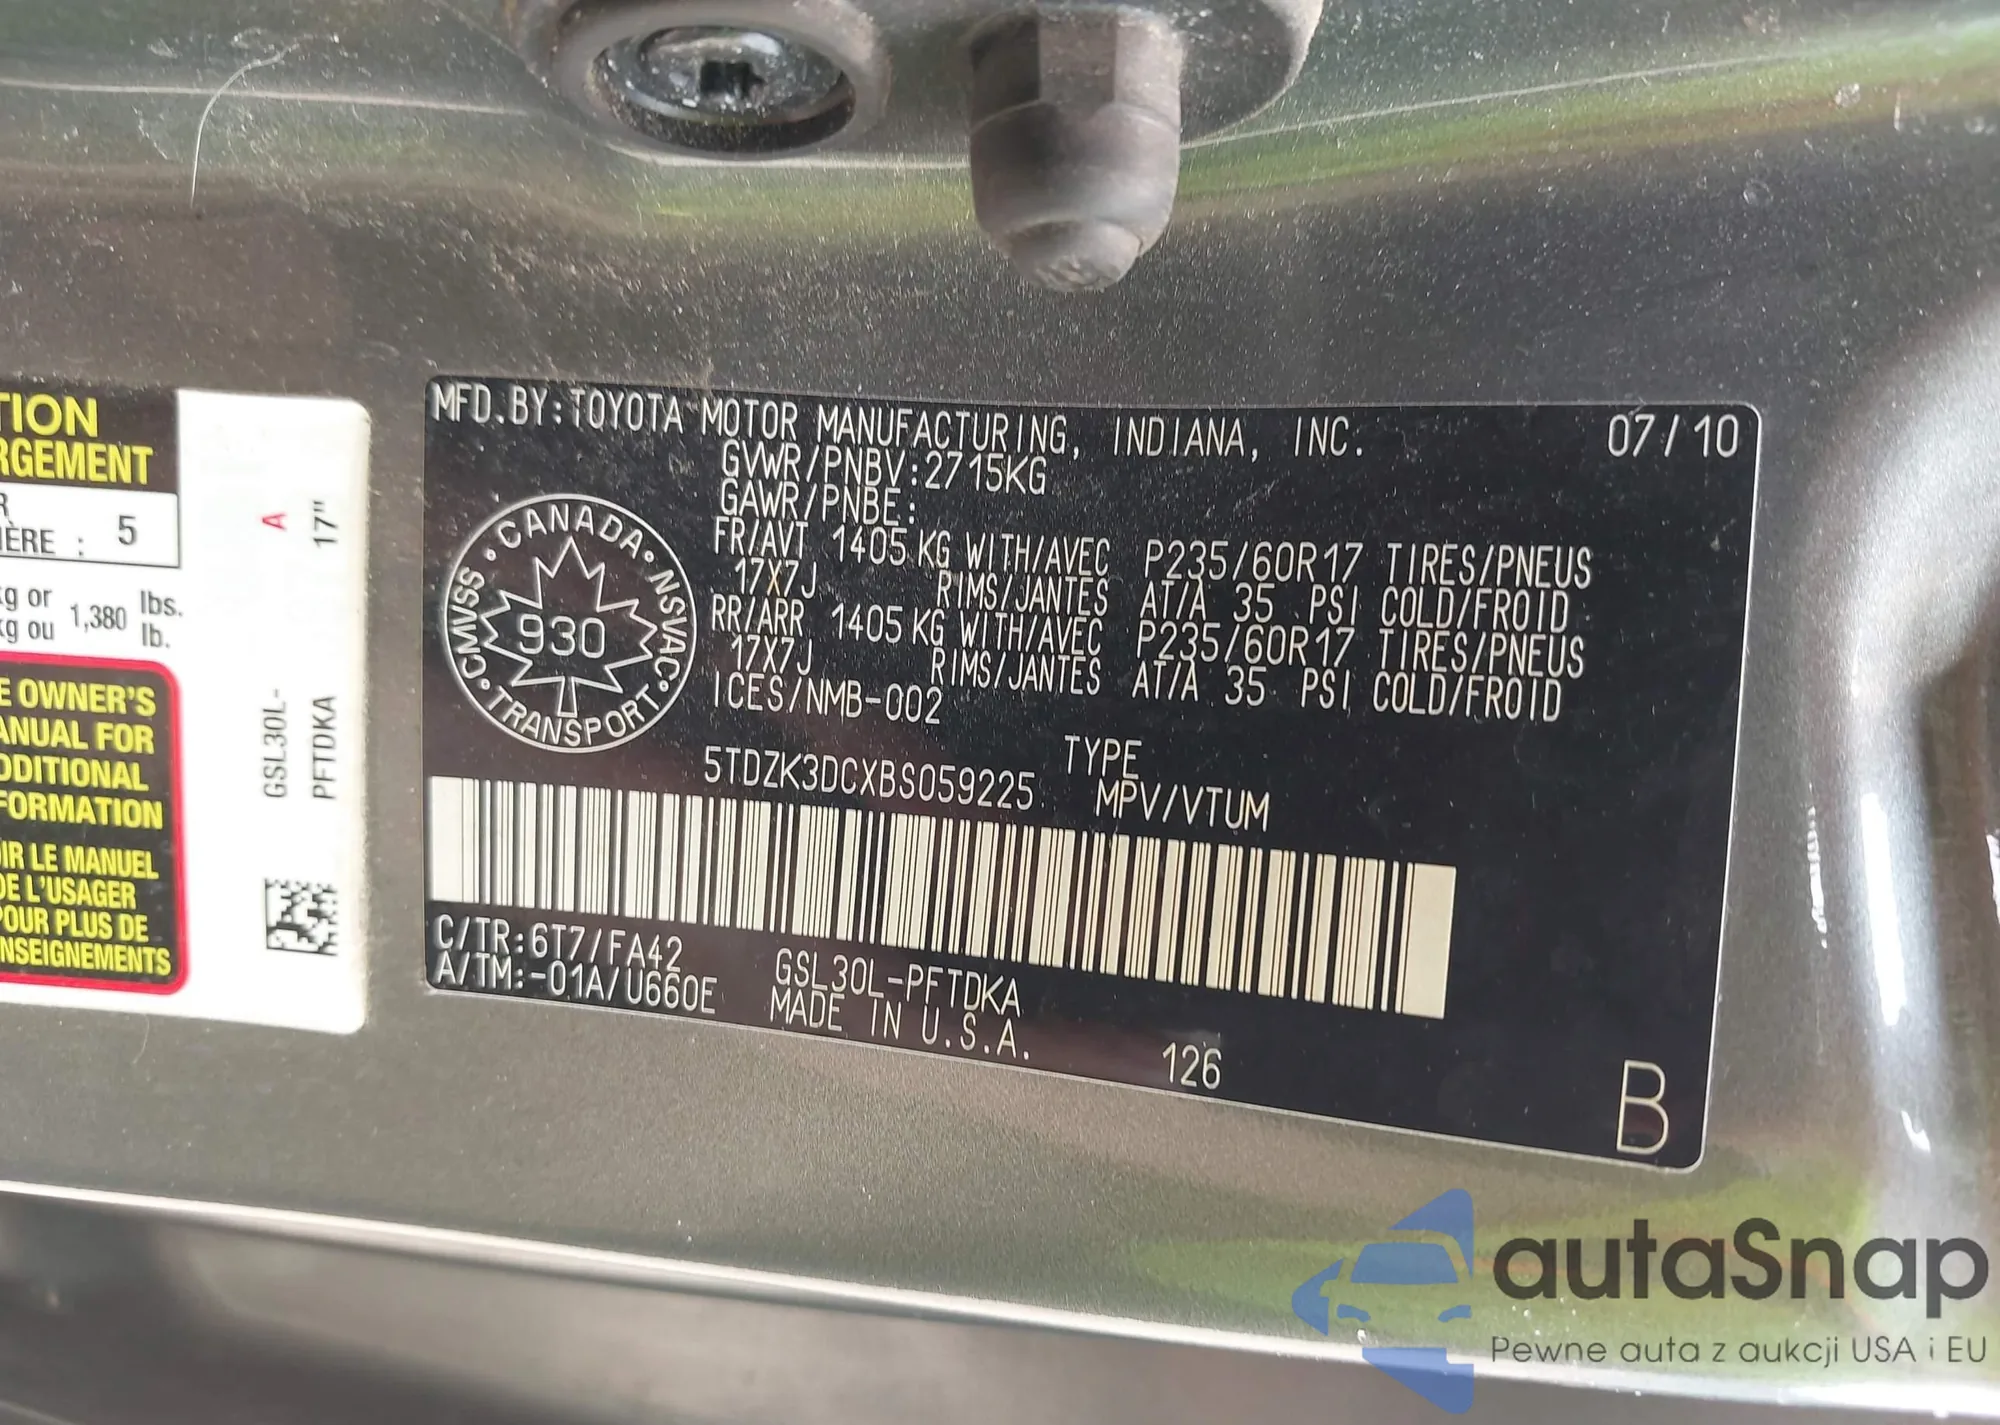 TION
RGEMENT
R
IÈRE : 5
kg or 1,380 lbs.
kg ou lb.
E OWNER'S
ANUAL FOR
DDITIONAL
FORMATION
IR LE MANUEL
DE L'USAGER
POUR PLUS DE
NSEIGNEMENTS
A 17"
GSL30L-
PFTDKA
MFD.BY:TOYOTA MOTOR MANUFACTURING, INDIANA, INC. 07/10
GVWR/PNBV:2715KG
GAWR/PNBE:
FR/AVT 1405 KG WITH/AVEC P235/60R17 TIRES/PNEUS
17X7J RIMS/JANTES AT/A 35 PSI COLD/FROID
RR/ARR 1405 KG WITH/AVEC P235/60R17 TIRES/PNEUS
17X7J RIMS/JANTES AT/A 35 PSI COLD/FROID
ICES/NMB-002
CANADA • NSVAC • TRANSPORT • CMVSS •
930
5TDZK3DCXBS059225 TYPE
MPV/VTUM
C/TR:6T7/FA42
A/TM:-01A/U660E
GSL30L-PFTDKA
MADE IN U.S.A.
126
B
autaSnap
Pewne auta z aukcji USA i EU